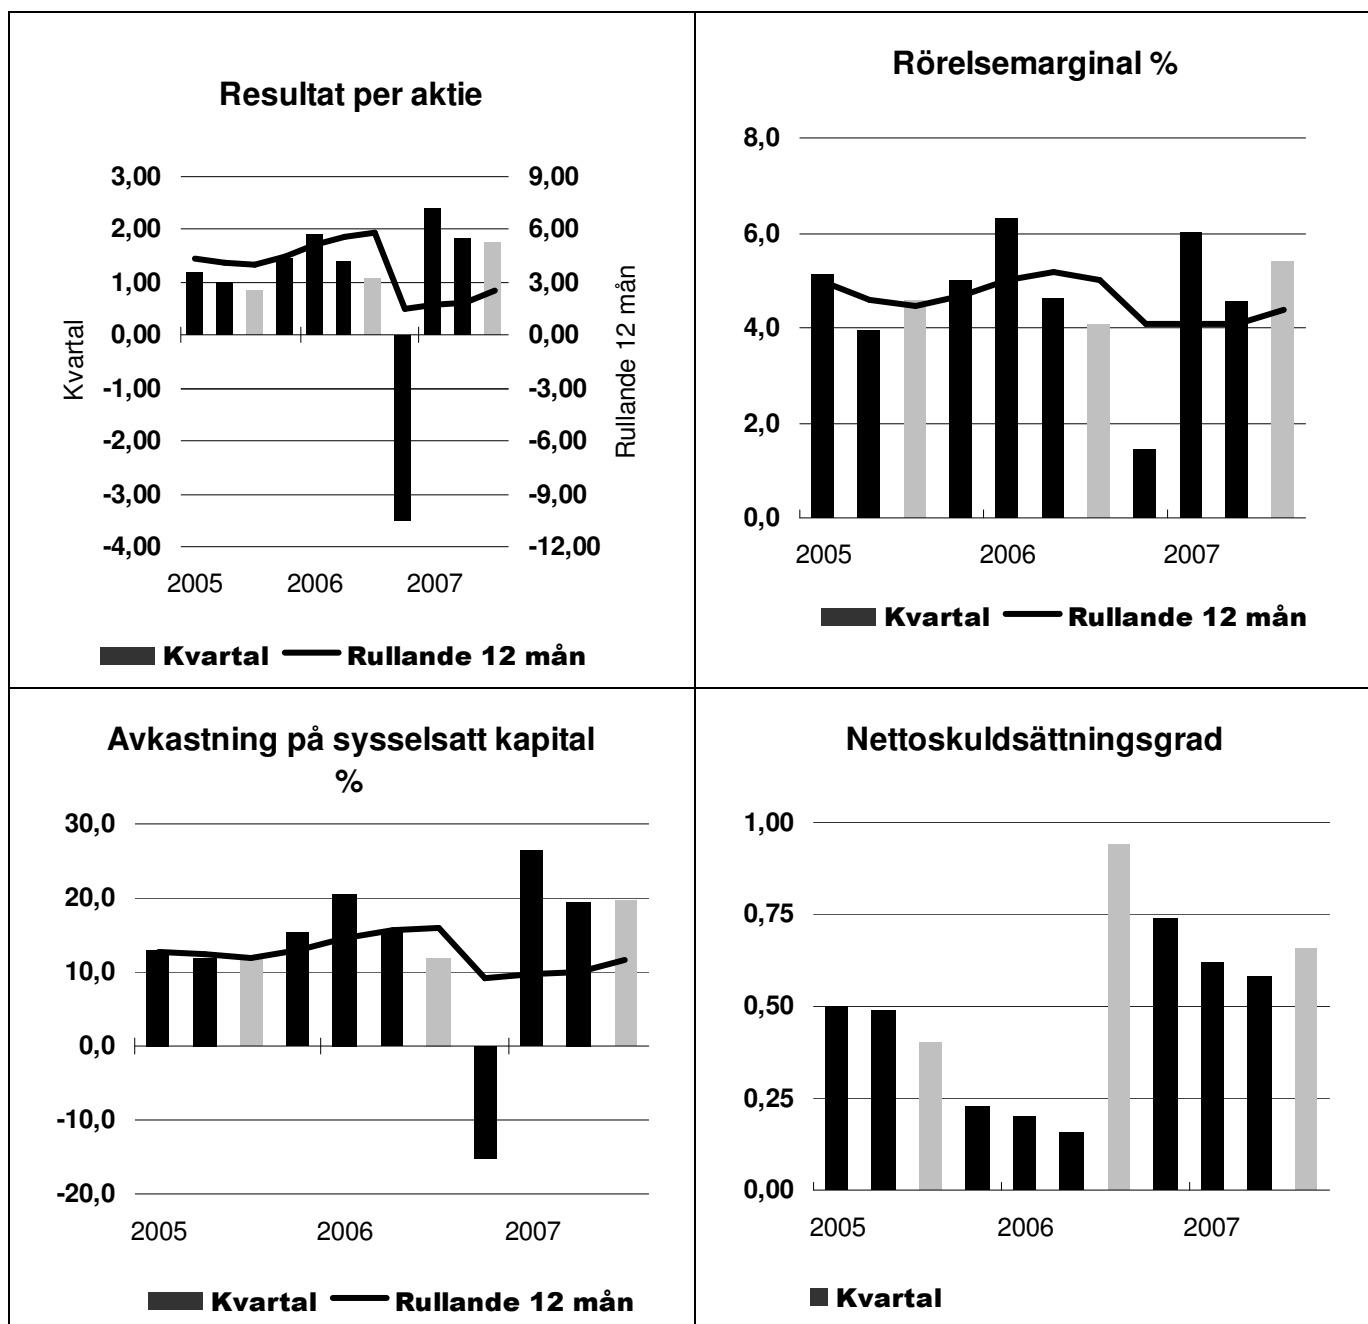 Resultat per aktie
3,00
2,00
1,00
0,00
-1,00
-2,00
-3,00
-4,00
Kvartal
9,00
6,00
3,00
0,00
-3,00
-6,00
-9,00
-12,00
Rullande 12 mån
2005 2006 2007
Kvartal Rullande 12 mån
Rörelsemarginal %
8,0
6,0
4,0
2,0
0,0
2005 2006 2007
Kvartal Rullande 12 mån
Avkastning på sysselsatt kapital
%
30,0
20,0
10,0
0,0
-10,0
-20,0
2005 2006 2007
Kvartal Rullande 12 mån
Nettoskuldsättningsgrad
1,00
0,75
0,50
0,25
0,00
2005 2006 2007
Kvartal